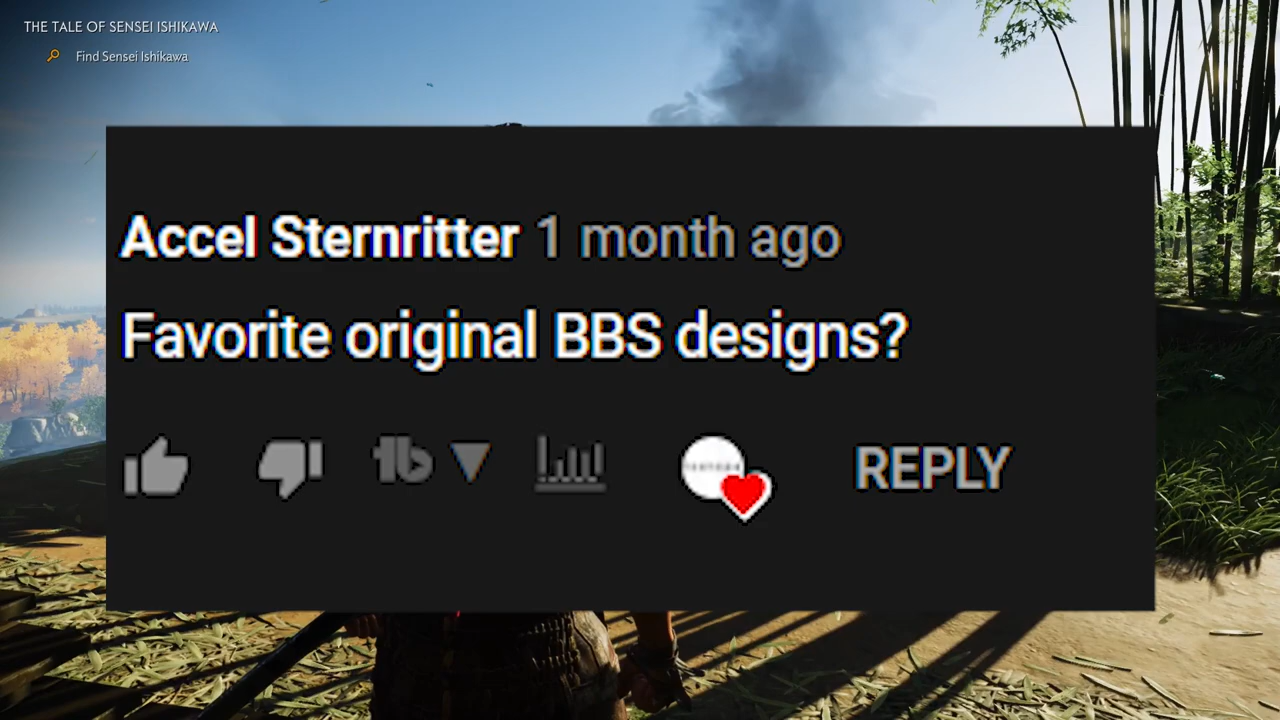 THE TALE OF SENSEI ISHIKAWA
Find Sensei Ishikawa
Accel Sternritter 1 month ago
Favorite original BBS designs?
REPLY